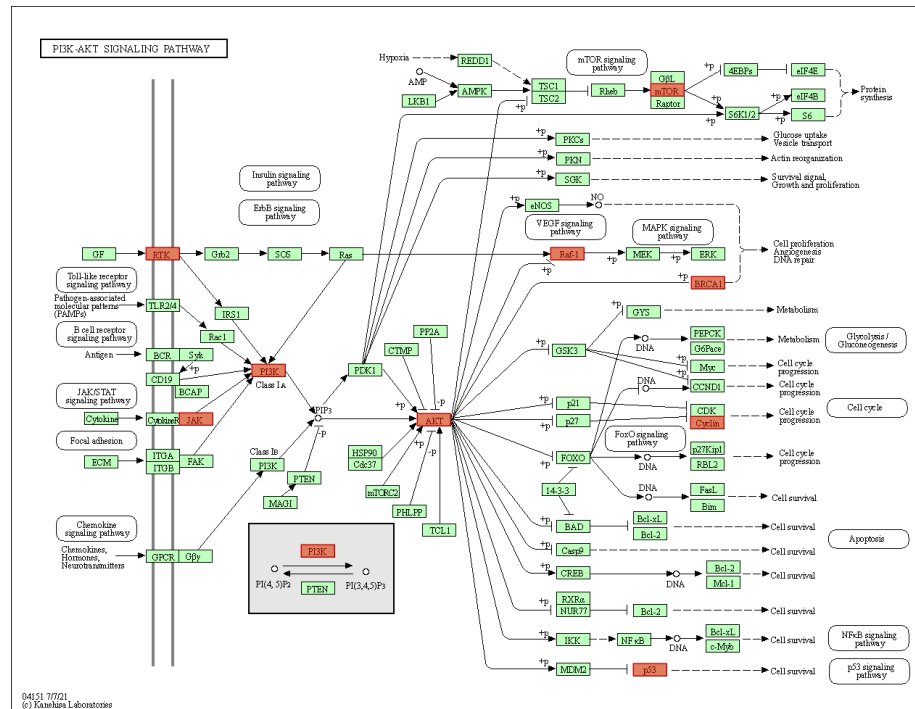 PI3K-AKT SIGNALING PATHWAY
Hypoxia
REDD1
AMP
mTOR signaling
pathway
LKB1
AMPK
TSC1
TSC2
Rheb
GβL
mTOR
Raptor
+p
4EBPs
eIF4E
eIF4B
S6K1/2
S6
Protein
synthesis
+p
PKCs
Glucose uptake
Vesicle transport
+p
PKN
Actin reorganization
+p
SGK
Survival signal,
Growth and proliferation
Insulin signaling
pathway
ErbB signaling
pathway
+p
eNOS
NO
VEGF signaling
pathway
MAPK signaling
pathway
GF
RTK
Grb2
SOS
Ras
Raf-1
+p
MEK
+p
ERK
Cell proliferation
Angiogenesis
DNA repair
BRCA1
Toll-like receptor
signaling pathway
Pathogen-associated
molecular patterns
(PAMPs)
TLR2/4
IRS1
Rac1
B cell receptor
signaling pathway
Antigen
BCR
Syk
+p
CD19
BCAP
PI3K
Class IA
JAK/STAT
signaling pathway
Cytokine
CytokineR
JAK
Focal adhesion
ECM
ITGA
ITGB
FAK
PP2A
CTMP
PDK1
PIP3
-p
+p
AKT
-p
HSP90
Cdc37
mTORC2
PHLPP
TCL1
Class IB
PI3K
PTEN
MAGI
Chemokine
signaling pathway
Chemokines,
Hormones,
Neurotransmitters
GPCR
Gβγ
PI3K
PI(4, 5)P2
PI(3,4,5)P3
PTEN
+p
GYS
Metabolism
+p
GSK3
DNA
PEPCK
G6Pace
Metabolism
Glycolysis /
Gluconeogenesis
+p
Myc
Cell cycle
progression
DNA
+p
CCND1
Cell cycle
progression
+p
p21
+p
p27
CDK
Cyclin
Cell cycle
progression
Cell cycle
FoxO signaling
pathway
+p
FOXO
DNA
p27Kip1
RBL2
Cell cycle
progression
14-3-3
DNA
FasL
Bim
Cell survival
+p
BAD
Bcl-xL
Bcl-2
Cell survival
Apoptosis
+p
Casp9
Cell survival
+p
CREB
DNA
Bcl-2
Mcl-1
Cell survival
+p
RXRα
NUR77
Bcl-2
Cell survival
+p
IKK
NFκB
DNA
Bcl-xL
c-Myb
Cell survival
NFκB signaling
pathway
+p
MDM2
p53
Cell survival
p53 signaling
pathway
04151 7/7/21
(c) Kanehisa Laboratories